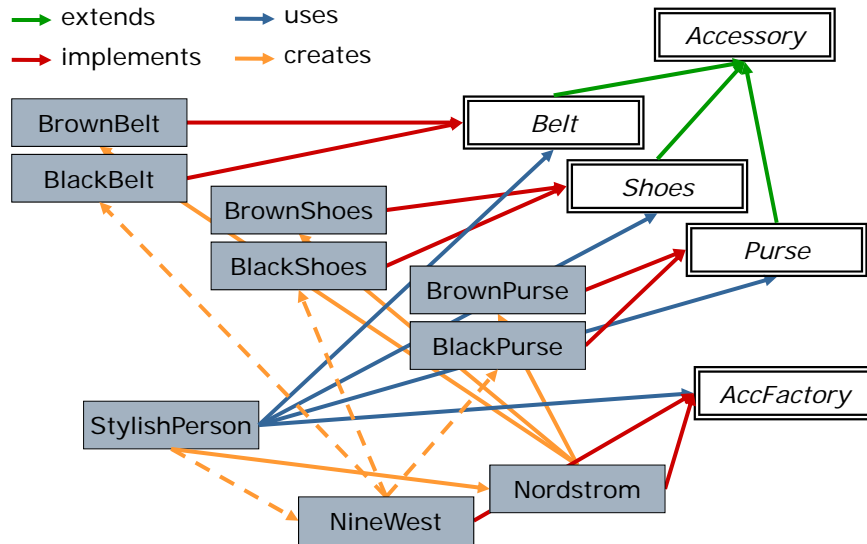 extends
uses
implements
creates
Accessory
BrownBelt
Belt
BlackBelt
Shoes
BrownShoes
BlackShoes
Purse
BrownPurse
BlackPurse
AccFactory
StylishPerson
Nordstrom
NineWest